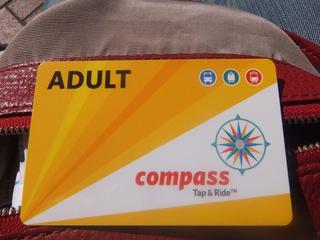 ADULT
compass
Tap & Ride™